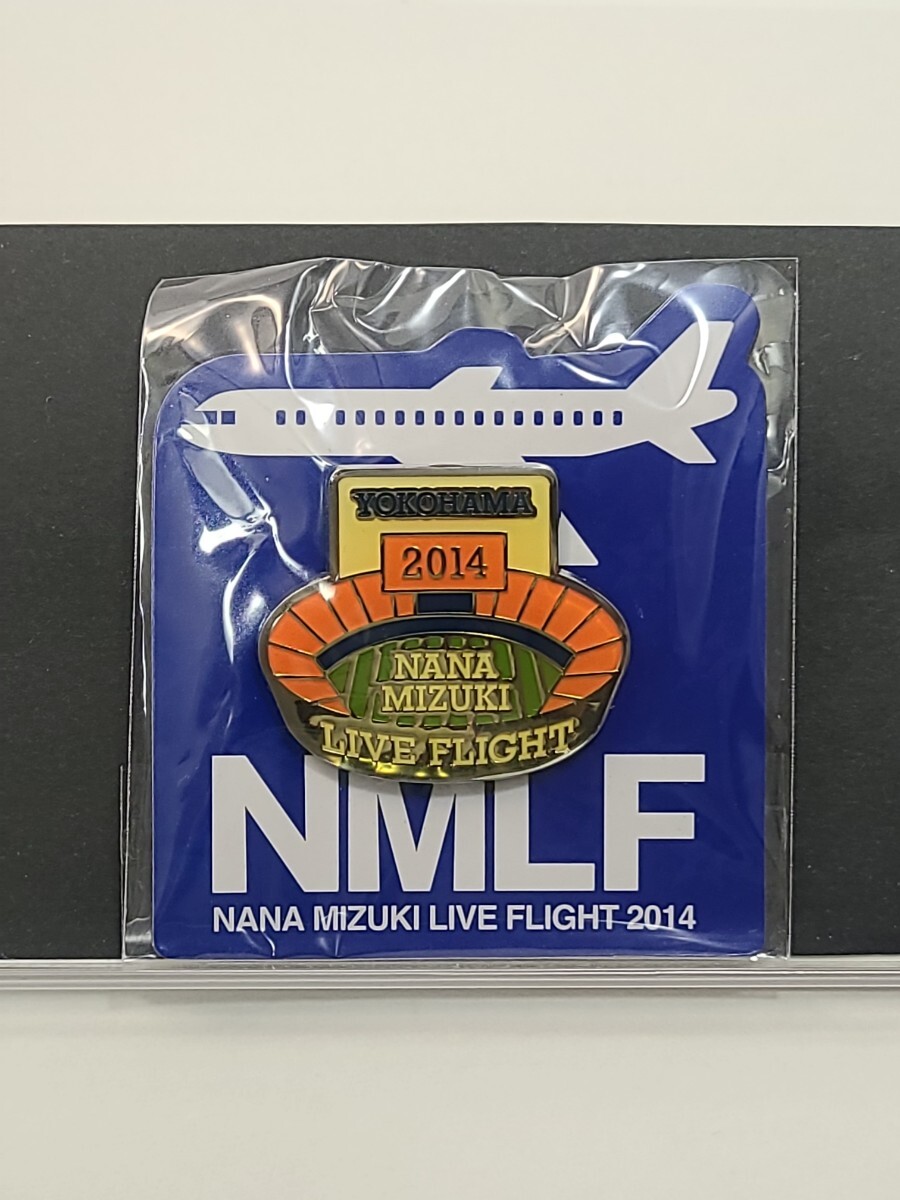 YOKOHAMA
2014
NANA
MIZUKI
LIVE FLIGHT
NMLF
NANA MIZUKI LIVE FLIGHT 2014